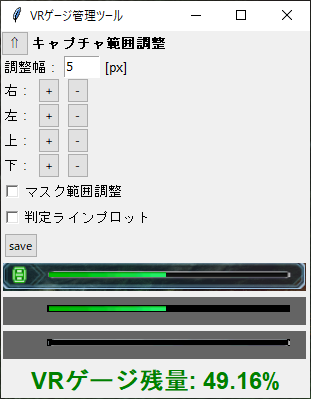 VRゲージ管理ツール
⇑ キャプチャ範囲調整
調整幅： 5 [px]
右： + -
左： + -
上： + -
下： + -
マスク範囲調整
判定ラインプロット
save
VRゲージ残量: 49.16%